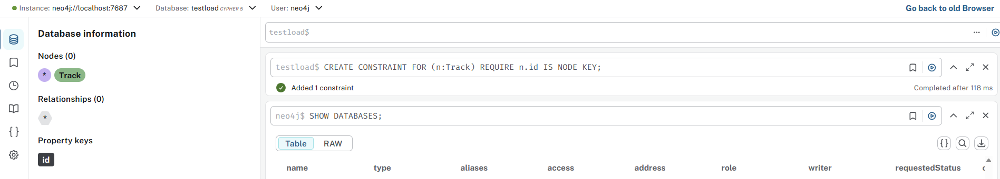 Instance: neo4j://localhost:7687 Database: testload CYPHER 5 User: neo4j Go back to old Browser
Database information
Nodes (0)
* Track
Relationships (0)
*
Property keys
id
testload$
testload$ CREATE CONSTRAINT FOR (n:Track) REQUIRE n.id IS NODE KEY;
Added 1 constraint Completed after 118 ms
neo4j$ SHOW DATABASES;
Table RAW
name type aliases access address role writer requestedStatus